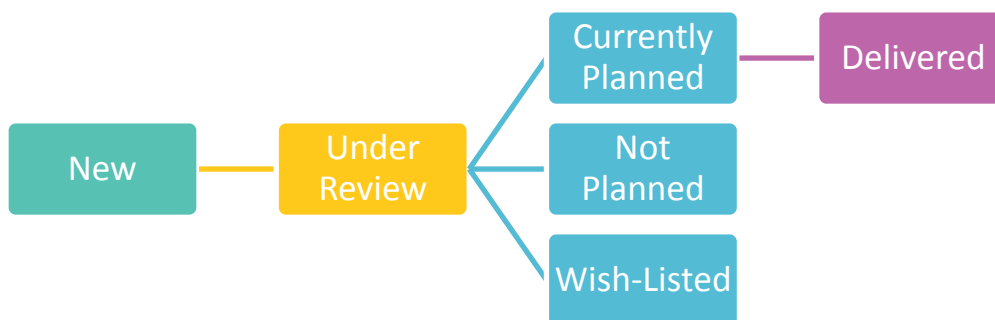 New
Under
Review
Currently
Planned
Not
Planned
Wish-Listed
Delivered